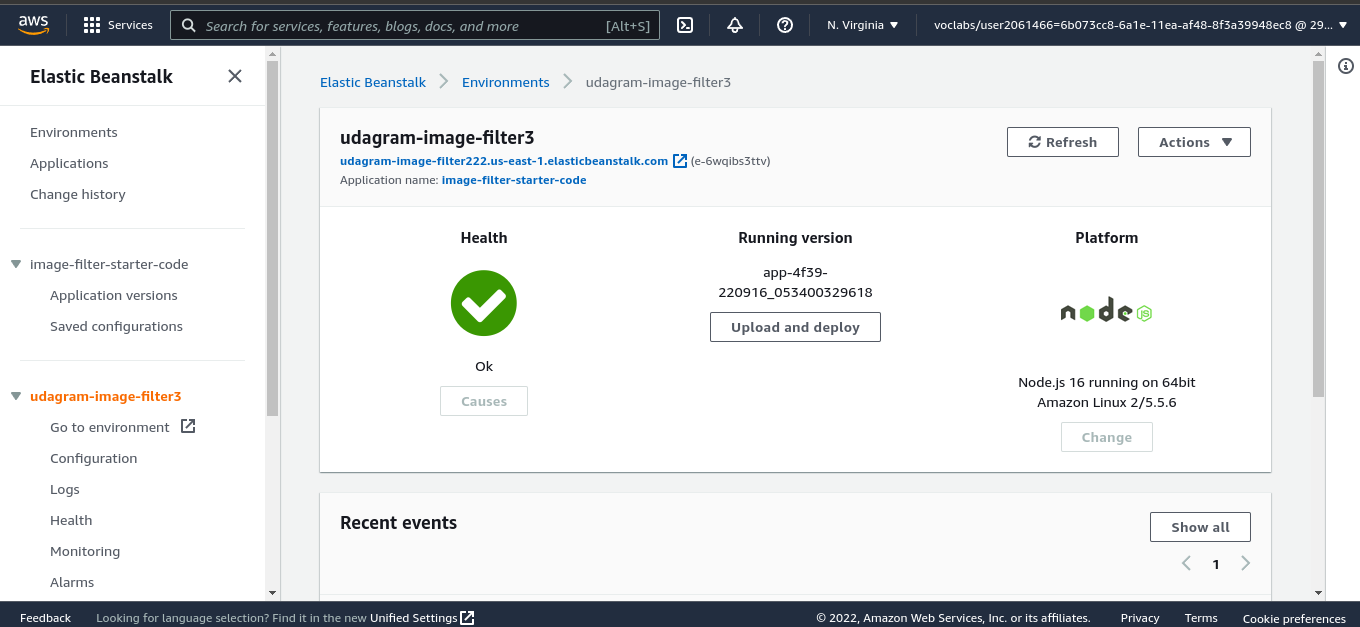 aws
Services
Search for services, features, blogs, docs, and more
[Alt+S]
N. Virginia
voclabs/user2061466=6b073cc8-6a1e-11ea-af48-8f3a39948ec8 @ 29...
Elastic Beanstalk
Environments
Applications
Change history
image-filter-starter-code
Application versions
Saved configurations
udagram-image-filter3
Go to environment
Configuration
Logs
Health
Monitoring
Alarms
Elastic Beanstalk
Environments
udagram-image-filter3
udagram-image-filter3
udagram-image-filter222.us-east-1.elasticbeanstalk.com (e-6wqibs3ttv)
Application name: image-filter-starter-code
Refresh
Actions
Health
Ok
Causes
Running version
app-4f39-
220916_053400329618
Upload and deploy
Platform
node
JS
Node.js 16 running on 64bit
Amazon Linux 2/5.5.6
Change
Recent events
Show all
1
Feedback
Looking for language selection? Find it in the new Unified Settings
© 2022, Amazon Web Services, Inc. or its affiliates.
Privacy
Terms
Cookie preferences